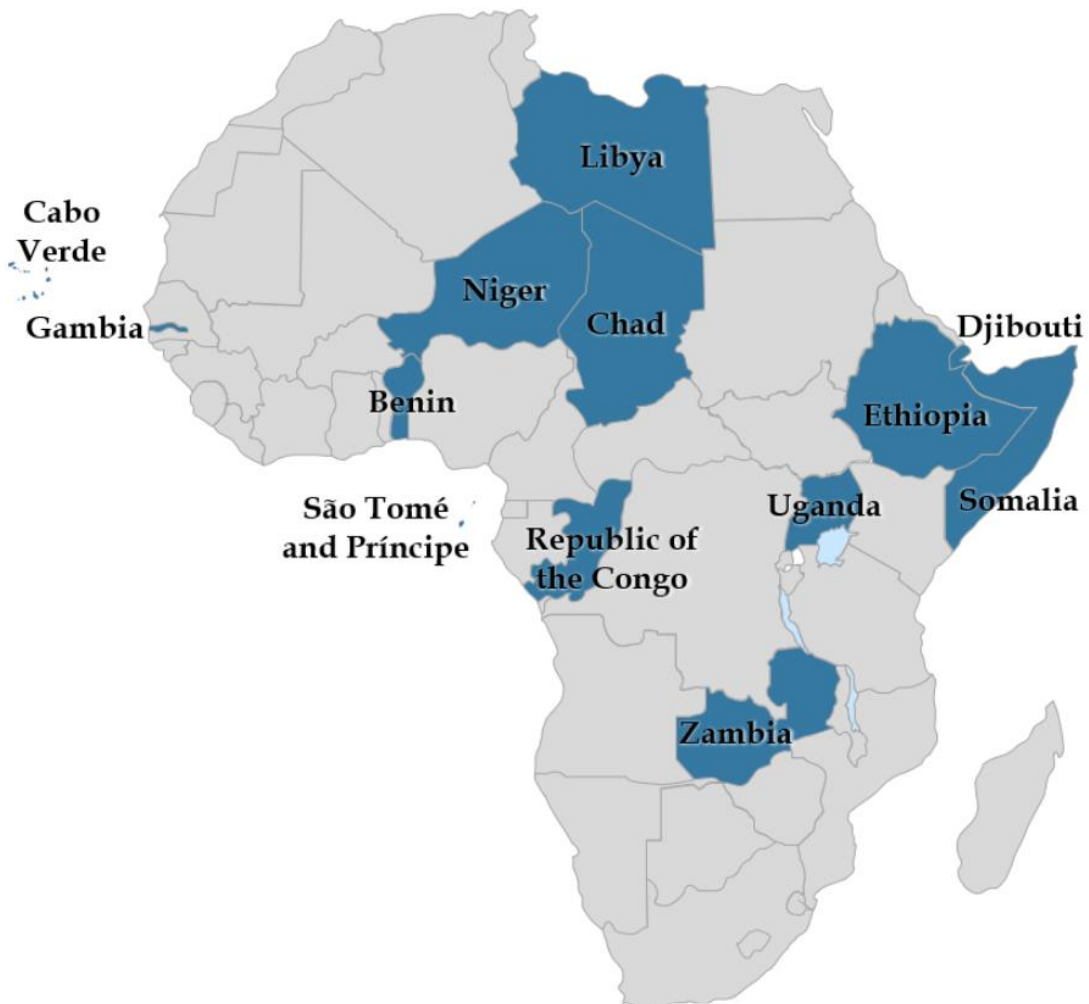 Libya
Cabo
Verde
Niger
Chad
Gambia
Djibouti
Benin
Ethiopia
São Tomé
and Príncipe
Uganda
Somalia
Republic of
the Congo
Zambia